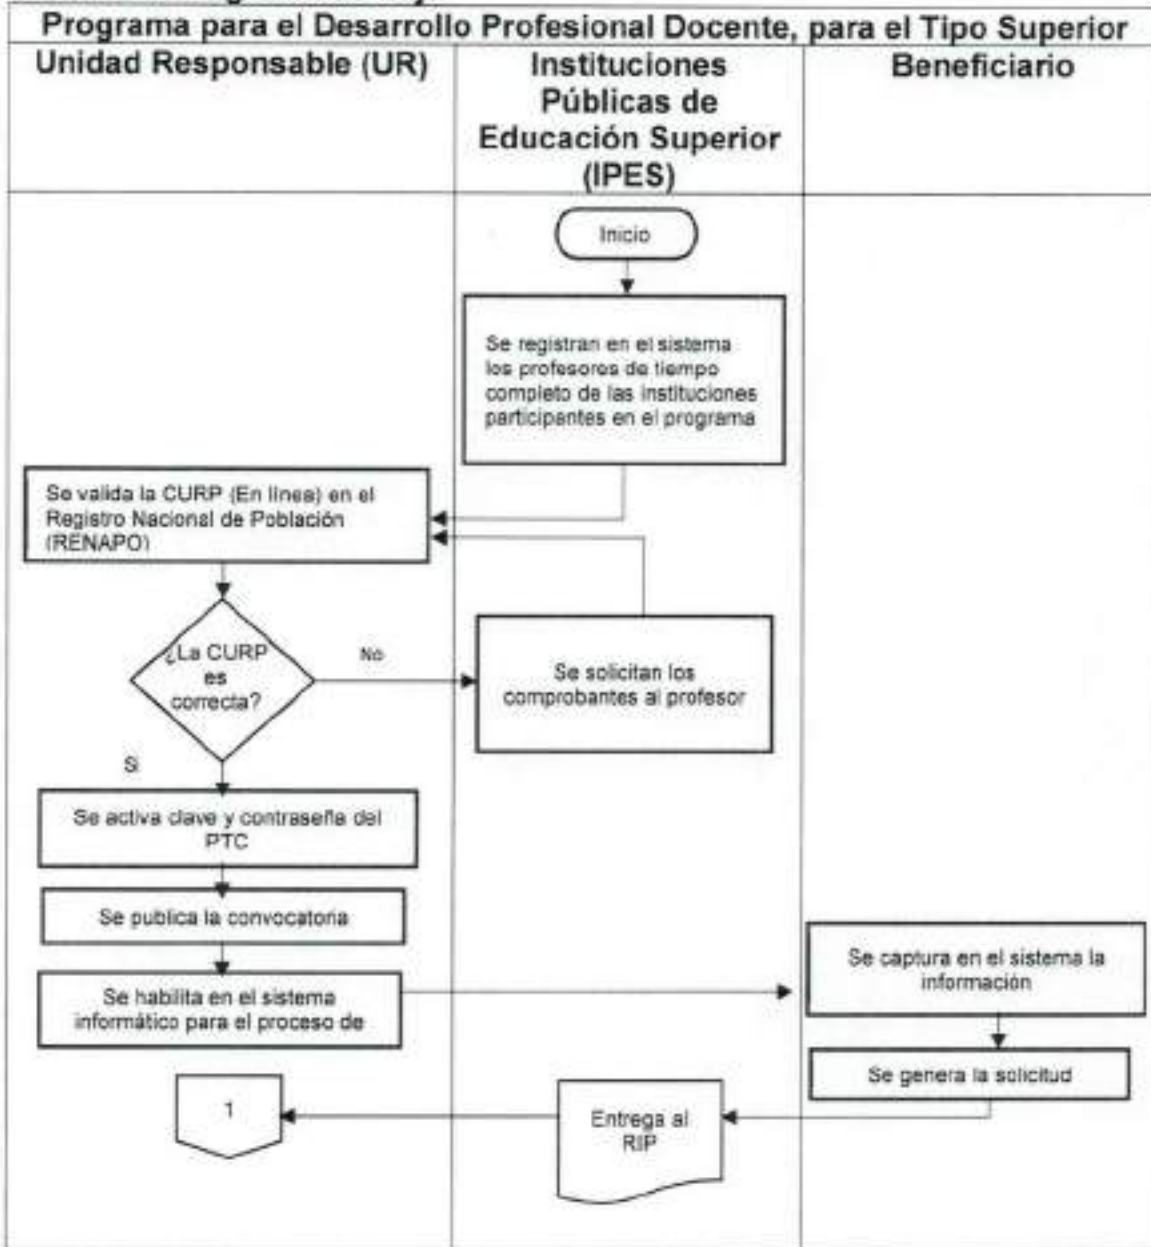 Programa para el Desarrollo Profesional Docente, para el Tipo Superior
Unidad Responsable (UR)
Instituciones
Públicas de
Educación Superior
(IPES)
Beneficiario
Inicio
Se registran en el sistema
los profesores de tiempo
completo de las instituciones
participantes en el programa
Se valida la CURP (En línea) en el
Registro Nacional de Población
(RENAPO)
¿La CURP
es
correcta?
No
Se solicitan los
comprobantes al profesor
Si
Se activa clave y contraseña del
PTC
Se publica la convocatoria
Se habilita en el sistema
informático para el proceso de
Se captura en el sistema la
información
Se genera la solicitud
Entrega al
RIP
1